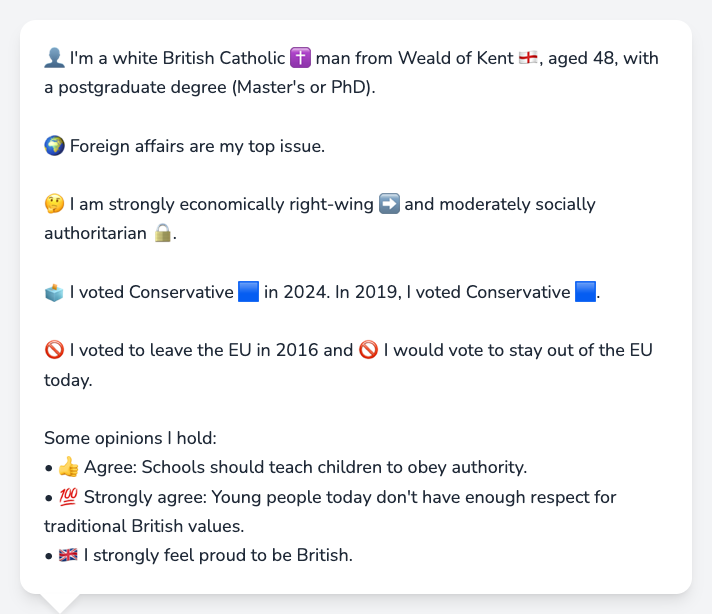 👤 I'm a white British Catholic ✝️ man from Weald of Kent 🏴󠁧󠁢󠁥󠁮󠁧󠁿, aged 48, with
a postgraduate degree (Master's or PhD).
🌍 Foreign affairs are my top issue.
🤔 I am strongly economically right-wing ➡️ and moderately socially
authoritarian 🔒.
🗳️ I voted Conservative 🟦 in 2024. In 2019, I voted Conservative 🟦.
🚫 I voted to leave the EU in 2016 and 🚫 I would vote to stay out of the EU
today.
Some opinions I hold:
• 👍 Agree: Schools should teach children to obey authority.
• 💯 Strongly agree: Young people today don't have enough respect for
traditional British values.
• 🇬🇧 I strongly feel proud to be British.